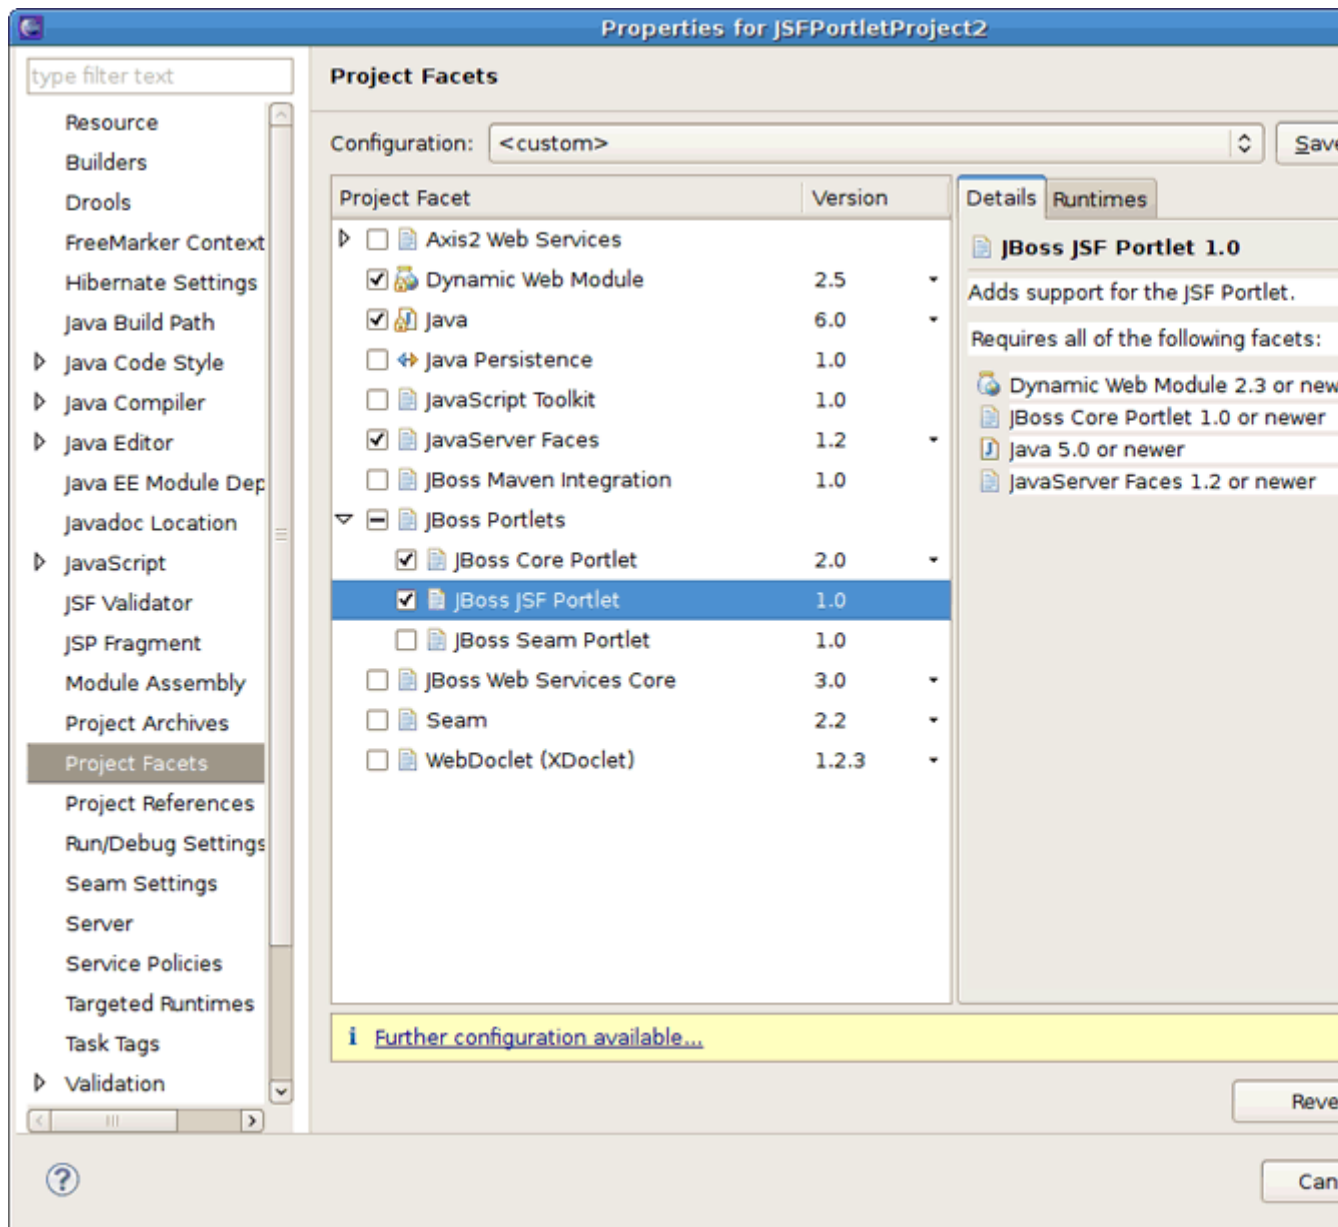 Properties for JSFPortletProject2
type filter text
Resource
Builders
Drools
FreeMarker Context
Hibernate Settings
Java Build Path
Java Code Style
Java Compiler
Java Editor
Java EE Module Dep
Javadoc Location
JavaScript
JSF Validator
JSP Fragment
Module Assembly
Project Archives
Project Facets
Project References
Run/Debug Settings
Seam Settings
Server
Service Policies
Targeted Runtimes
Task Tags
Validation
Project Facets
Configuration: <custom> Save
Project Facet Version
Axis2 Web Services
Dynamic Web Module 2.5
Java 6.0
Java Persistence 1.0
JavaScript Toolkit 1.0
JavaServer Faces 1.2
JBoss Maven Integration 1.0
JBoss Portlets
JBoss Core Portlet 2.0
JBoss JSF Portlet 1.0
JBoss Seam Portlet 1.0
JBoss Web Services Core 3.0
Seam 2.2
WebDoclet (XDoclet) 1.2.3
Details Runtimes
JBoss JSF Portlet 1.0
Adds support for the JSF Portlet.
Requires all of the following facets:
Dynamic Web Module 2.3 or new
JBoss Core Portlet 1.0 or newer
Java 5.0 or newer
JavaServer Faces 1.2 or newer
i Further configuration available...
Reve
? Can